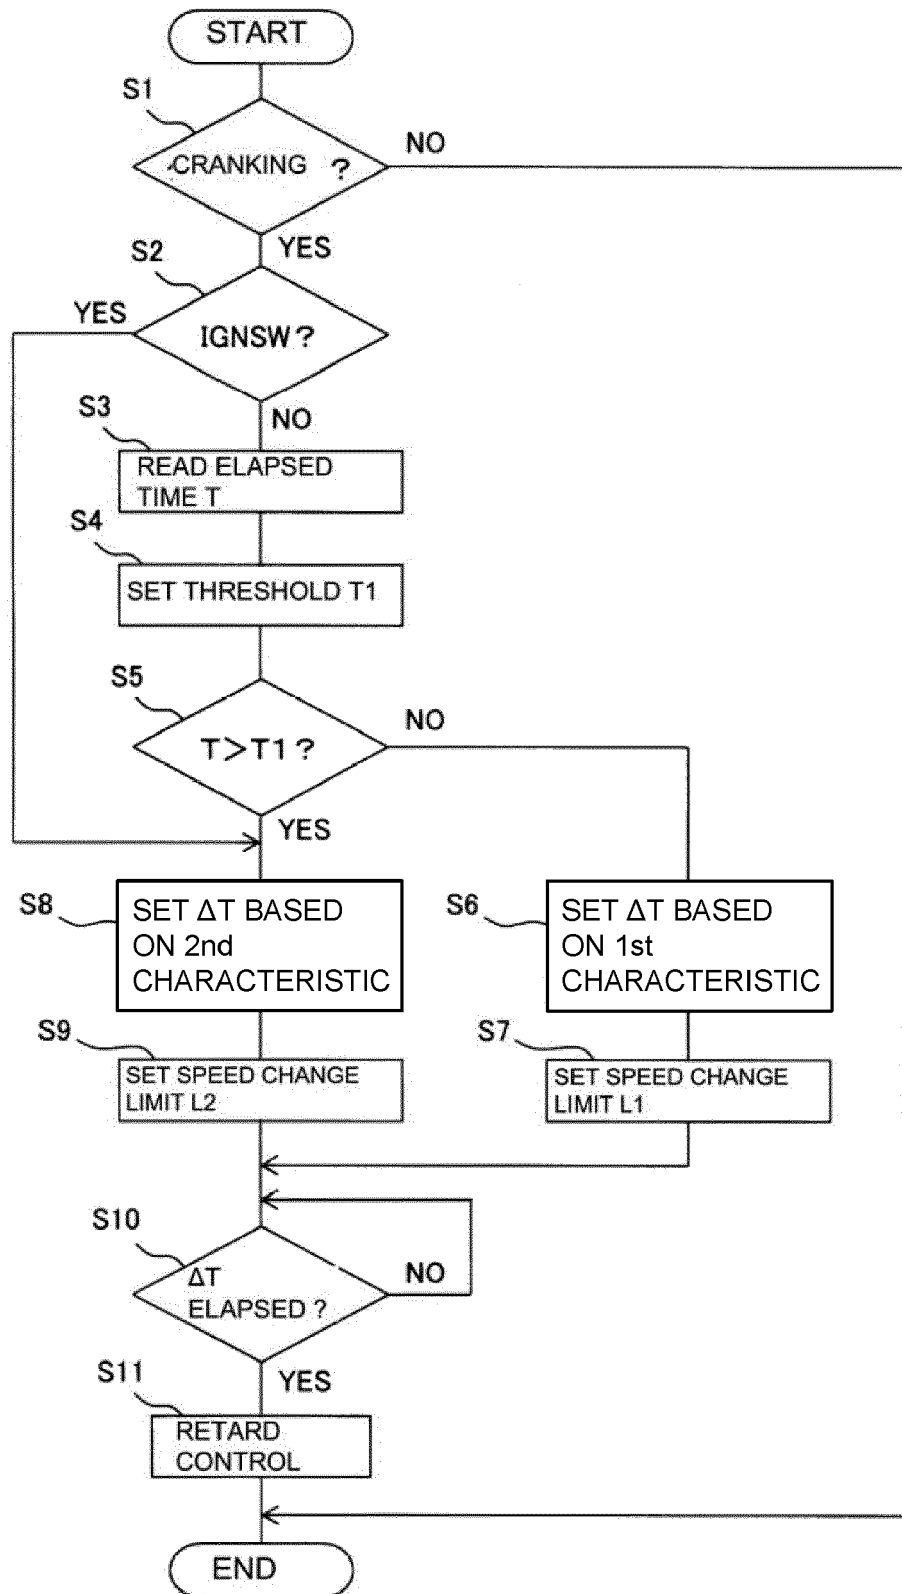 START
S1
CRANKING ?
NO
YES
S2
YES
IGNSW?
NO
S3
READ ELAPSED
TIME T
S4
SET THRESHOLD T1
S5
T>T1?
NO
YES
S8
SET ΔT BASED
ON 2nd
CHARACTERISTIC
S6
SET ΔT BASED
ON 1st
CHARACTERISTIC
S9
SET SPEED CHANGE
LIMIT L2
S7
SET SPEED CHANGE
LIMIT L1
S10
ΔT
ELAPSED ?
NO
YES
S11
RETARD
CONTROL
END